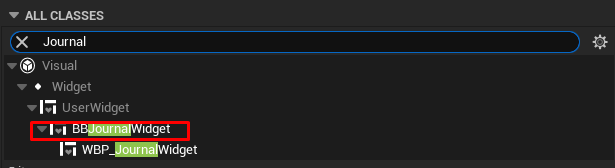 ALL CLASSES
Journal
Visual
Widget
UserWidget
BBJournalWidget
WBP_JournalWidget